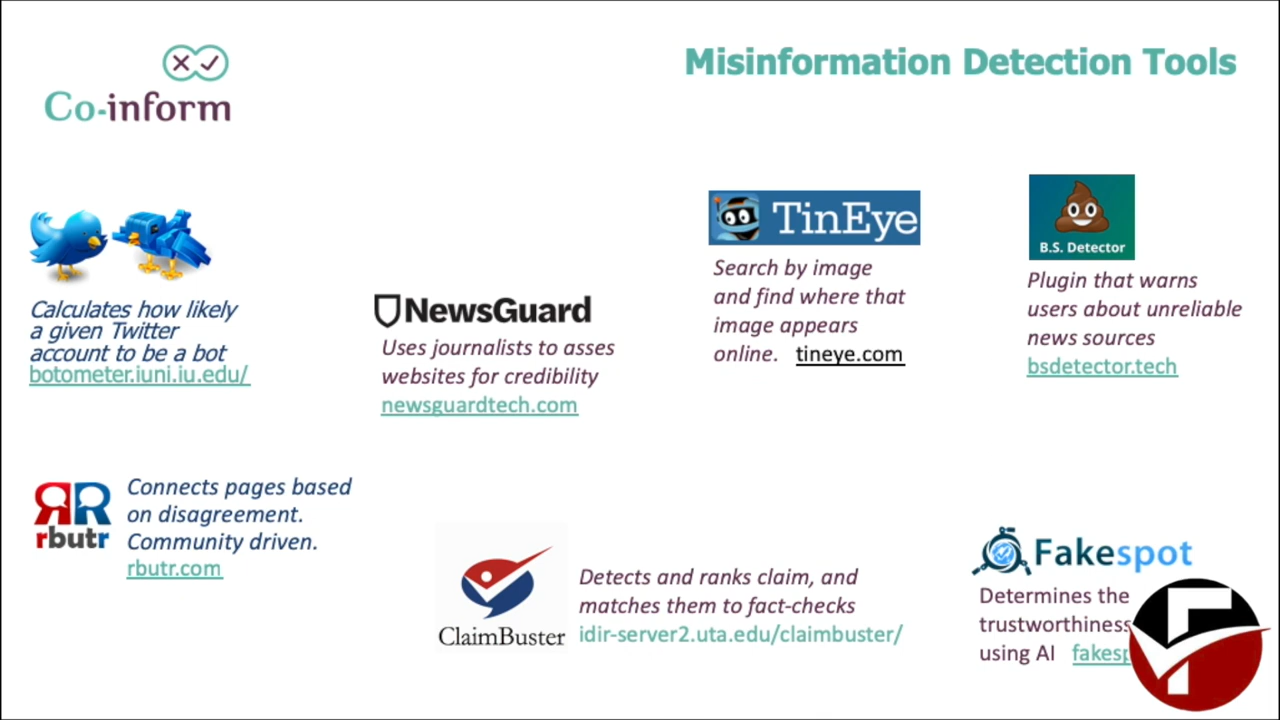 Co-inform
Misinformation Detection Tools
Calculates how likely
a given Twitter
account to be a bot
botometer.iuni.iu.edu/
NewsGuard
Uses journalists to asses
websites for credibility
newsguardtech.com
TinEye
Search by image
and find where that
image appears
online. tineye.com
B.S. Detector
Plugin that warns
users about unreliable
news sources
bsdetector.tech
rbutr
Connects pages based
on disagreement.
Community driven.
rbutr.com
ClaimBuster
Detects and ranks claim, and
matches them to fact-checks
idir-server2.uta.edu/claimbuster/
Fakespot
Determines the
trustworthiness
using AI